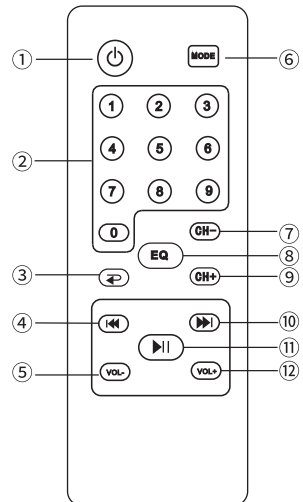 ① ⏻ MODE ⑥
1 2 3
② 4 5 6
7 8 9
0 CH- ⑦
EQ ⑧
③ CH+ ⑨
④ ⑩
⑪
⑤ VOL- VOL+ ⑫